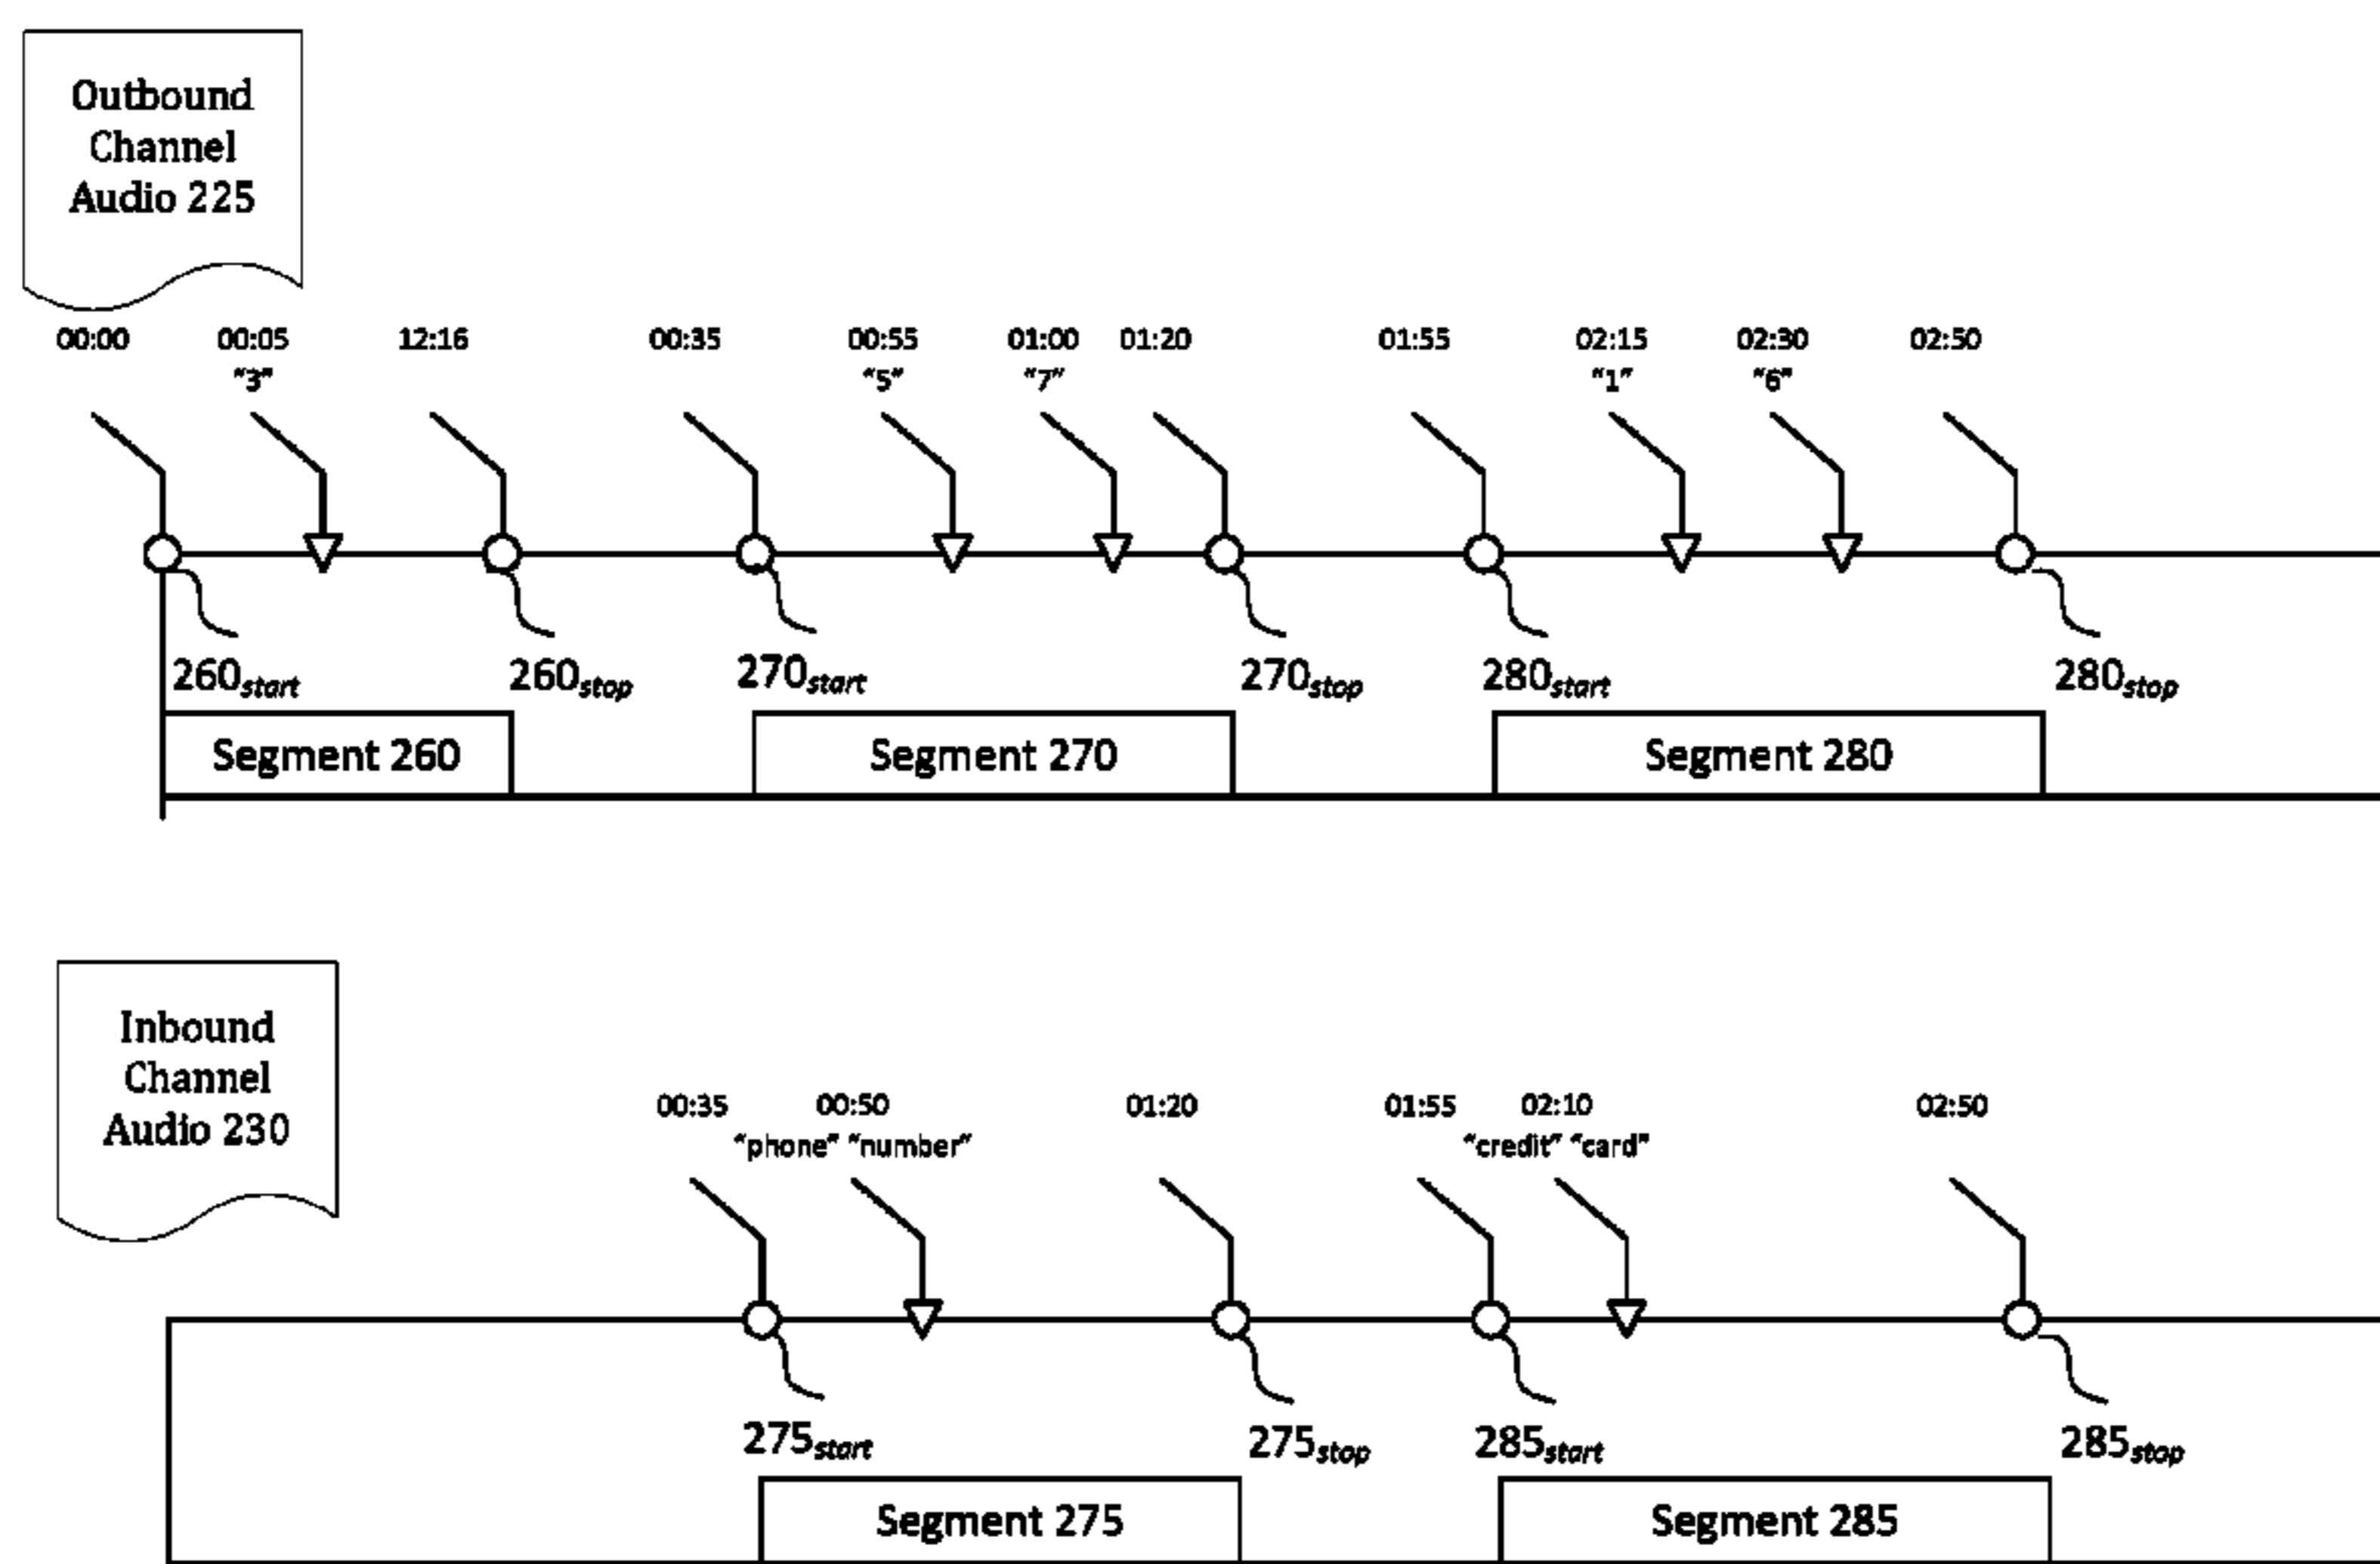 Outbound
Channel
Audio 225
00:00 00:05 12:16 00:35 00:55 01:00 01:20 01:55 02:15 02:30 02:50
“3” “5” “7” “1” “6”
260start 260stop 270start 270stop 280start 280stop
Segment 260 Segment 270 Segment 280
Inbound
Channel
Audio 230
00:35 00:50 01:20 01:55 02:10 02:50
“phone” “number” “credit” “card”
275start 275stop 285start 285stop
Segment 275 Segment 285